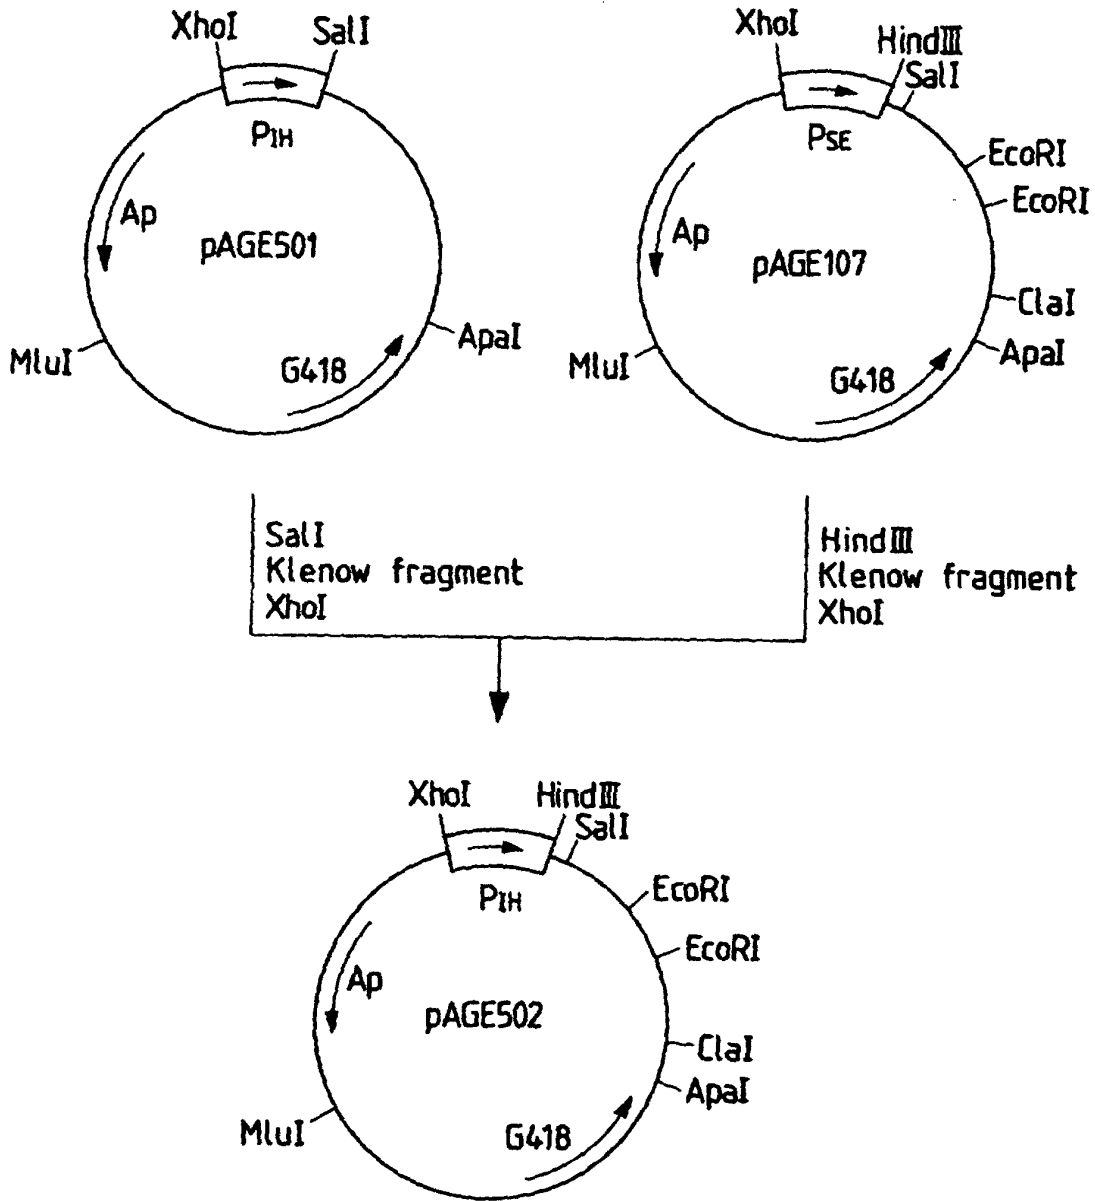 XhoI
SalI
PIH
Ap
pAGE501
MluI
G418
ApaI
XhoI
HindⅢ
SalI
PSE
EcoRI
EcoRI
Ap
pAGE107
ClaI
ApaI
MluI
G418
SalI
Klenow fragment
XhoI
HindⅢ
Klenow fragment
XhoI
XhoI
HindⅢ
SalI
PIH
EcoRI
EcoRI
Ap
pAGE502
ClaI
ApaI
MluI
G418